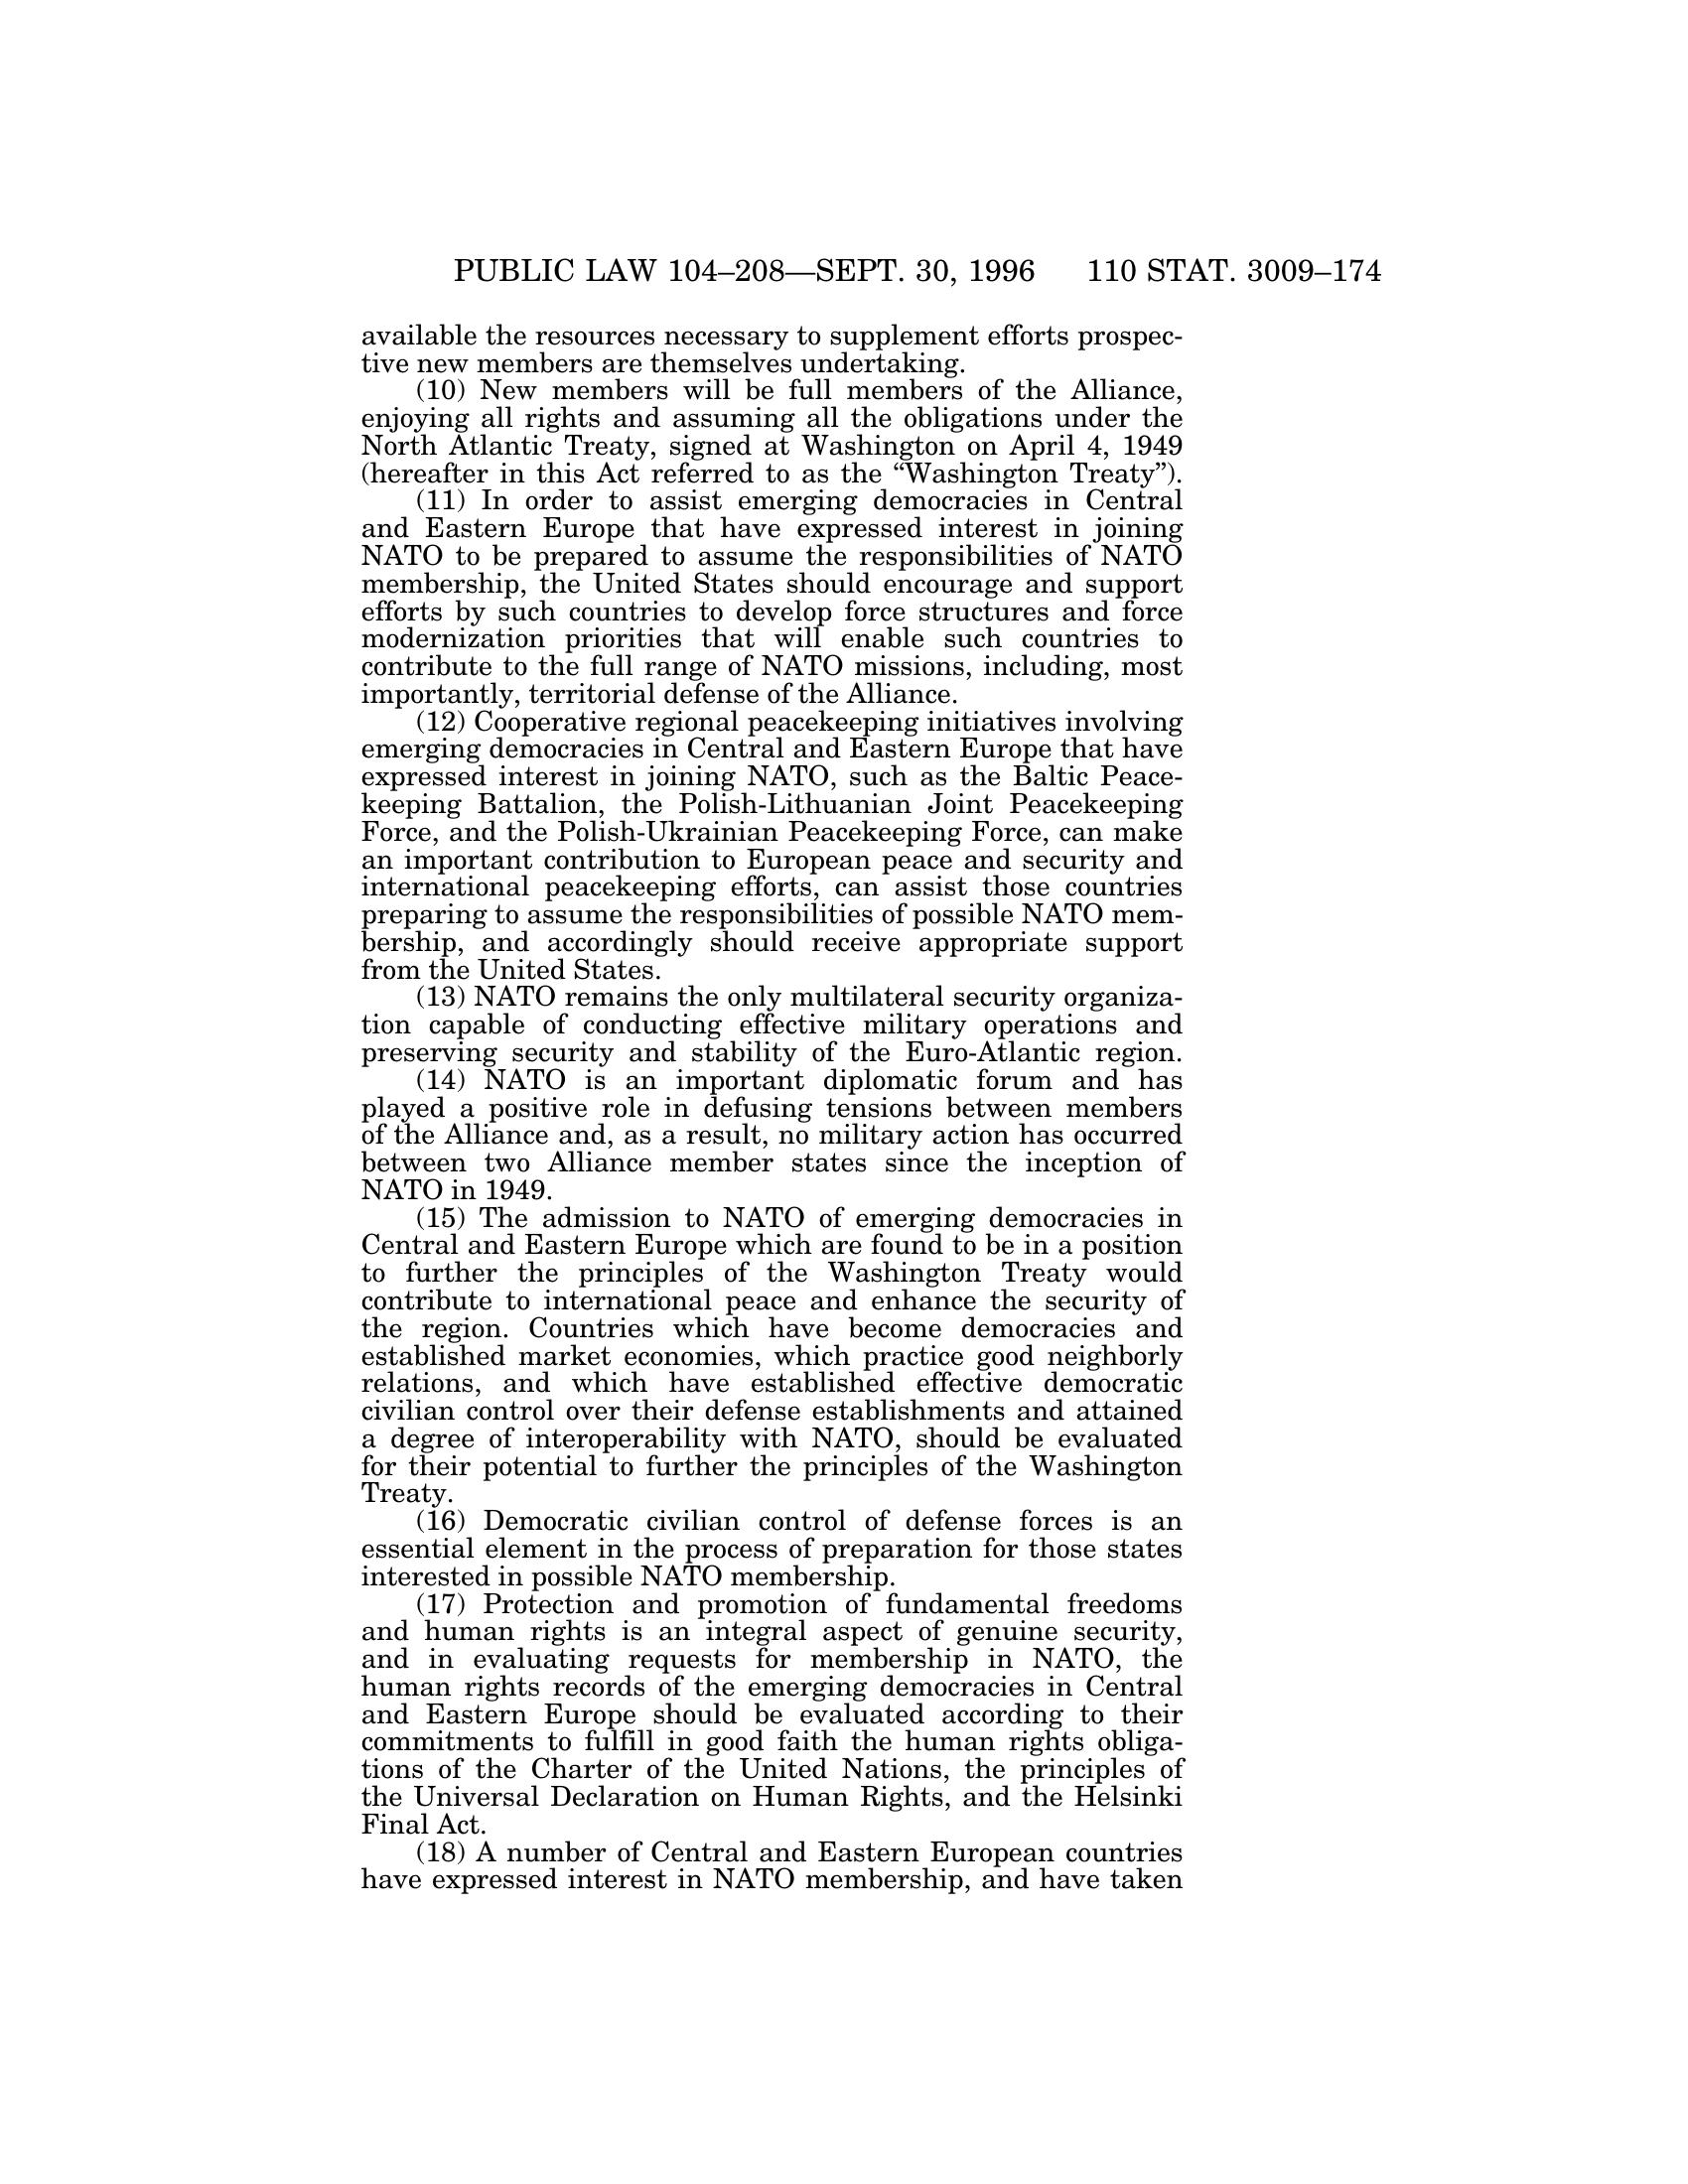 PUBLIC LAW 104–208—SEPT. 30, 1996 110 STAT. 3009–174
available the resources necessary to supplement efforts prospec-
tive new members are themselves undertaking.
(10) New members will be full members of the Alliance,
enjoying all rights and assuming all the obligations under the
North Atlantic Treaty, signed at Washington on April 4, 1949
(hereafter in this Act referred to as the “Washington Treaty”).
(11) In order to assist emerging democracies in Central
and Eastern Europe that have expressed interest in joining
NATO to be prepared to assume the responsibilities of NATO
membership, the United States should encourage and support
efforts by such countries to develop force structures and force
modernization priorities that will enable such countries to
contribute to the full range of NATO missions, including, most
importantly, territorial defense of the Alliance.
(12) Cooperative regional peacekeeping initiatives involving
emerging democracies in Central and Eastern Europe that have
expressed interest in joining NATO, such as the Baltic Peace-
keeping Battalion, the Polish-Lithuanian Joint Peacekeeping
Force, and the Polish-Ukrainian Peacekeeping Force, can make
an important contribution to European peace and security and
international peacekeeping efforts, can assist those countries
preparing to assume the responsibilities of possible NATO mem-
bership, and accordingly should receive appropriate support
from the United States.
(13) NATO remains the only multilateral security organiza-
tion capable of conducting effective military operations and
preserving security and stability of the Euro-Atlantic region.
(14) NATO is an important diplomatic forum and has
played a positive role in defusing tensions between members
of the Alliance and, as a result, no military action has occurred
between two Alliance member states since the inception of
NATO in 1949.
(15) The admission to NATO of emerging democracies in
Central and Eastern Europe which are found to be in a position
to further the principles of the Washington Treaty would
contribute to international peace and enhance the security of
the region. Countries which have become democracies and
established market economies, which practice good neighborly
relations, and which have established effective democratic
civilian control over their defense establishments and attained
a degree of interoperability with NATO, should be evaluated
for their potential to further the principles of the Washington
Treaty.
(16) Democratic civilian control of defense forces is an
essential element in the process of preparation for those states
interested in possible NATO membership.
(17) Protection and promotion of fundamental freedoms
and human rights is an integral aspect of genuine security,
and in evaluating requests for membership in NATO, the
human rights records of the emerging democracies in Central
and Eastern Europe should be evaluated according to their
commitments to fulfill in good faith the human rights obliga-
tions of the Charter of the United Nations, the principles of
the Universal Declaration on Human Rights, and the Helsinki
Final Act.
(18) A number of Central and Eastern European countries
have expressed interest in NATO membership, and have taken